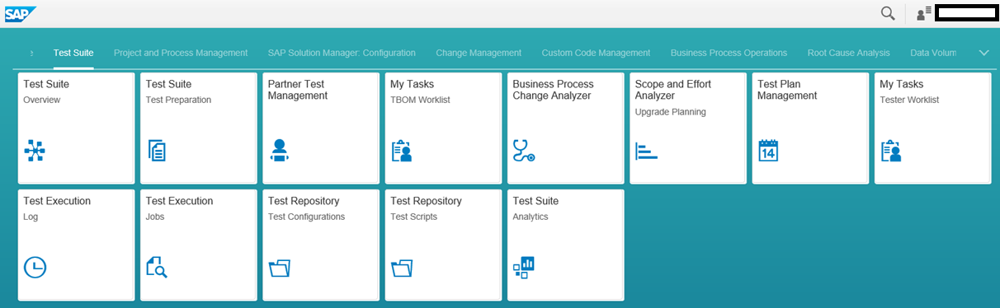 SAP
Test Suite Project and Process Management SAP Solution Manager: Configuration Change Management Custom Code Management Business Process Operations Root Cause Analysis Data Volum
Test Suite
Overview
Test Suite
Test Preparation
Partner Test
Management
My Tasks
TBOM Worklist
Business Process
Change Analyzer
Scope and Effort
Analyzer
Upgrade Planning
Test Plan
Management
14
My Tasks
Tester Worklist
Test Execution
Log
Test Execution
Jobs
Test Repository
Test Configurations
Test Repository
Test Scripts
Test Suite
Analytics